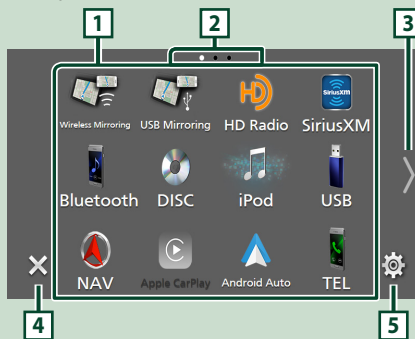 1 2 3
SiriusXM
Wireless Mirroring USB Mirroring HD Radio SiriusXM
Bluetooth DISC iPod USB
NAV Apple CarPlay Android Auto TEL
4 5